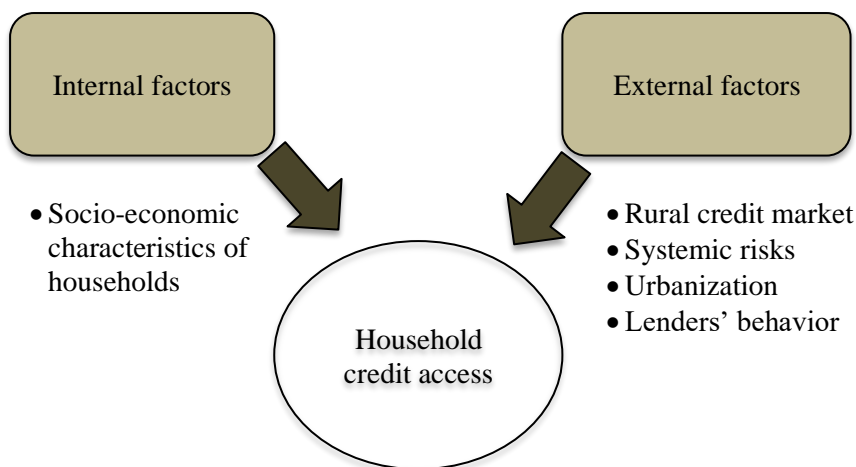 Internal factors
External factors
• Socio-economic
characteristics of
households
• Rural credit market
• Systemic risks
• Urbanization
• Lenders’ behavior
Household
credit access